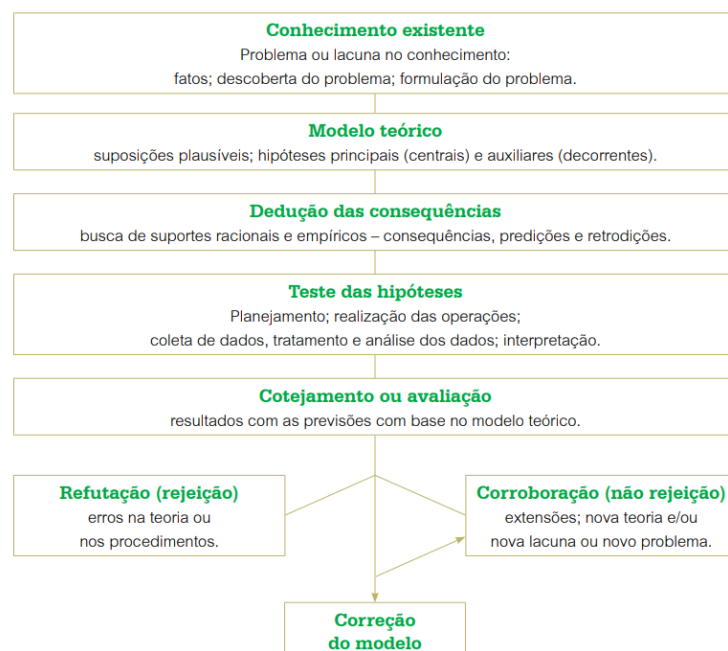 Conhecimento existente
Problema ou lacuna no conhecimento:
fatos; descoberta do problema; formulação do problema.
Modelo teórico
suposições plausíveis; hipóteses principais (centrais) e auxiliares (decorrentes).
Dedução das consequências
busca de suportes racionais e empíricos – consequências, predições e retrodições.
Teste das hipóteses
Planejamento; realização das operações;
coleta de dados, tratamento e análise dos dados; interpretação.
Cotejamento ou avaliação
resultados com as previsões com base no modelo teórico.
Refutação (rejeição)
erros na teoria ou
nos procedimentos.
Corroboração (não rejeição)
extensões; nova teoria e/ou
nova lacuna ou novo problema.
Correção
do modelo